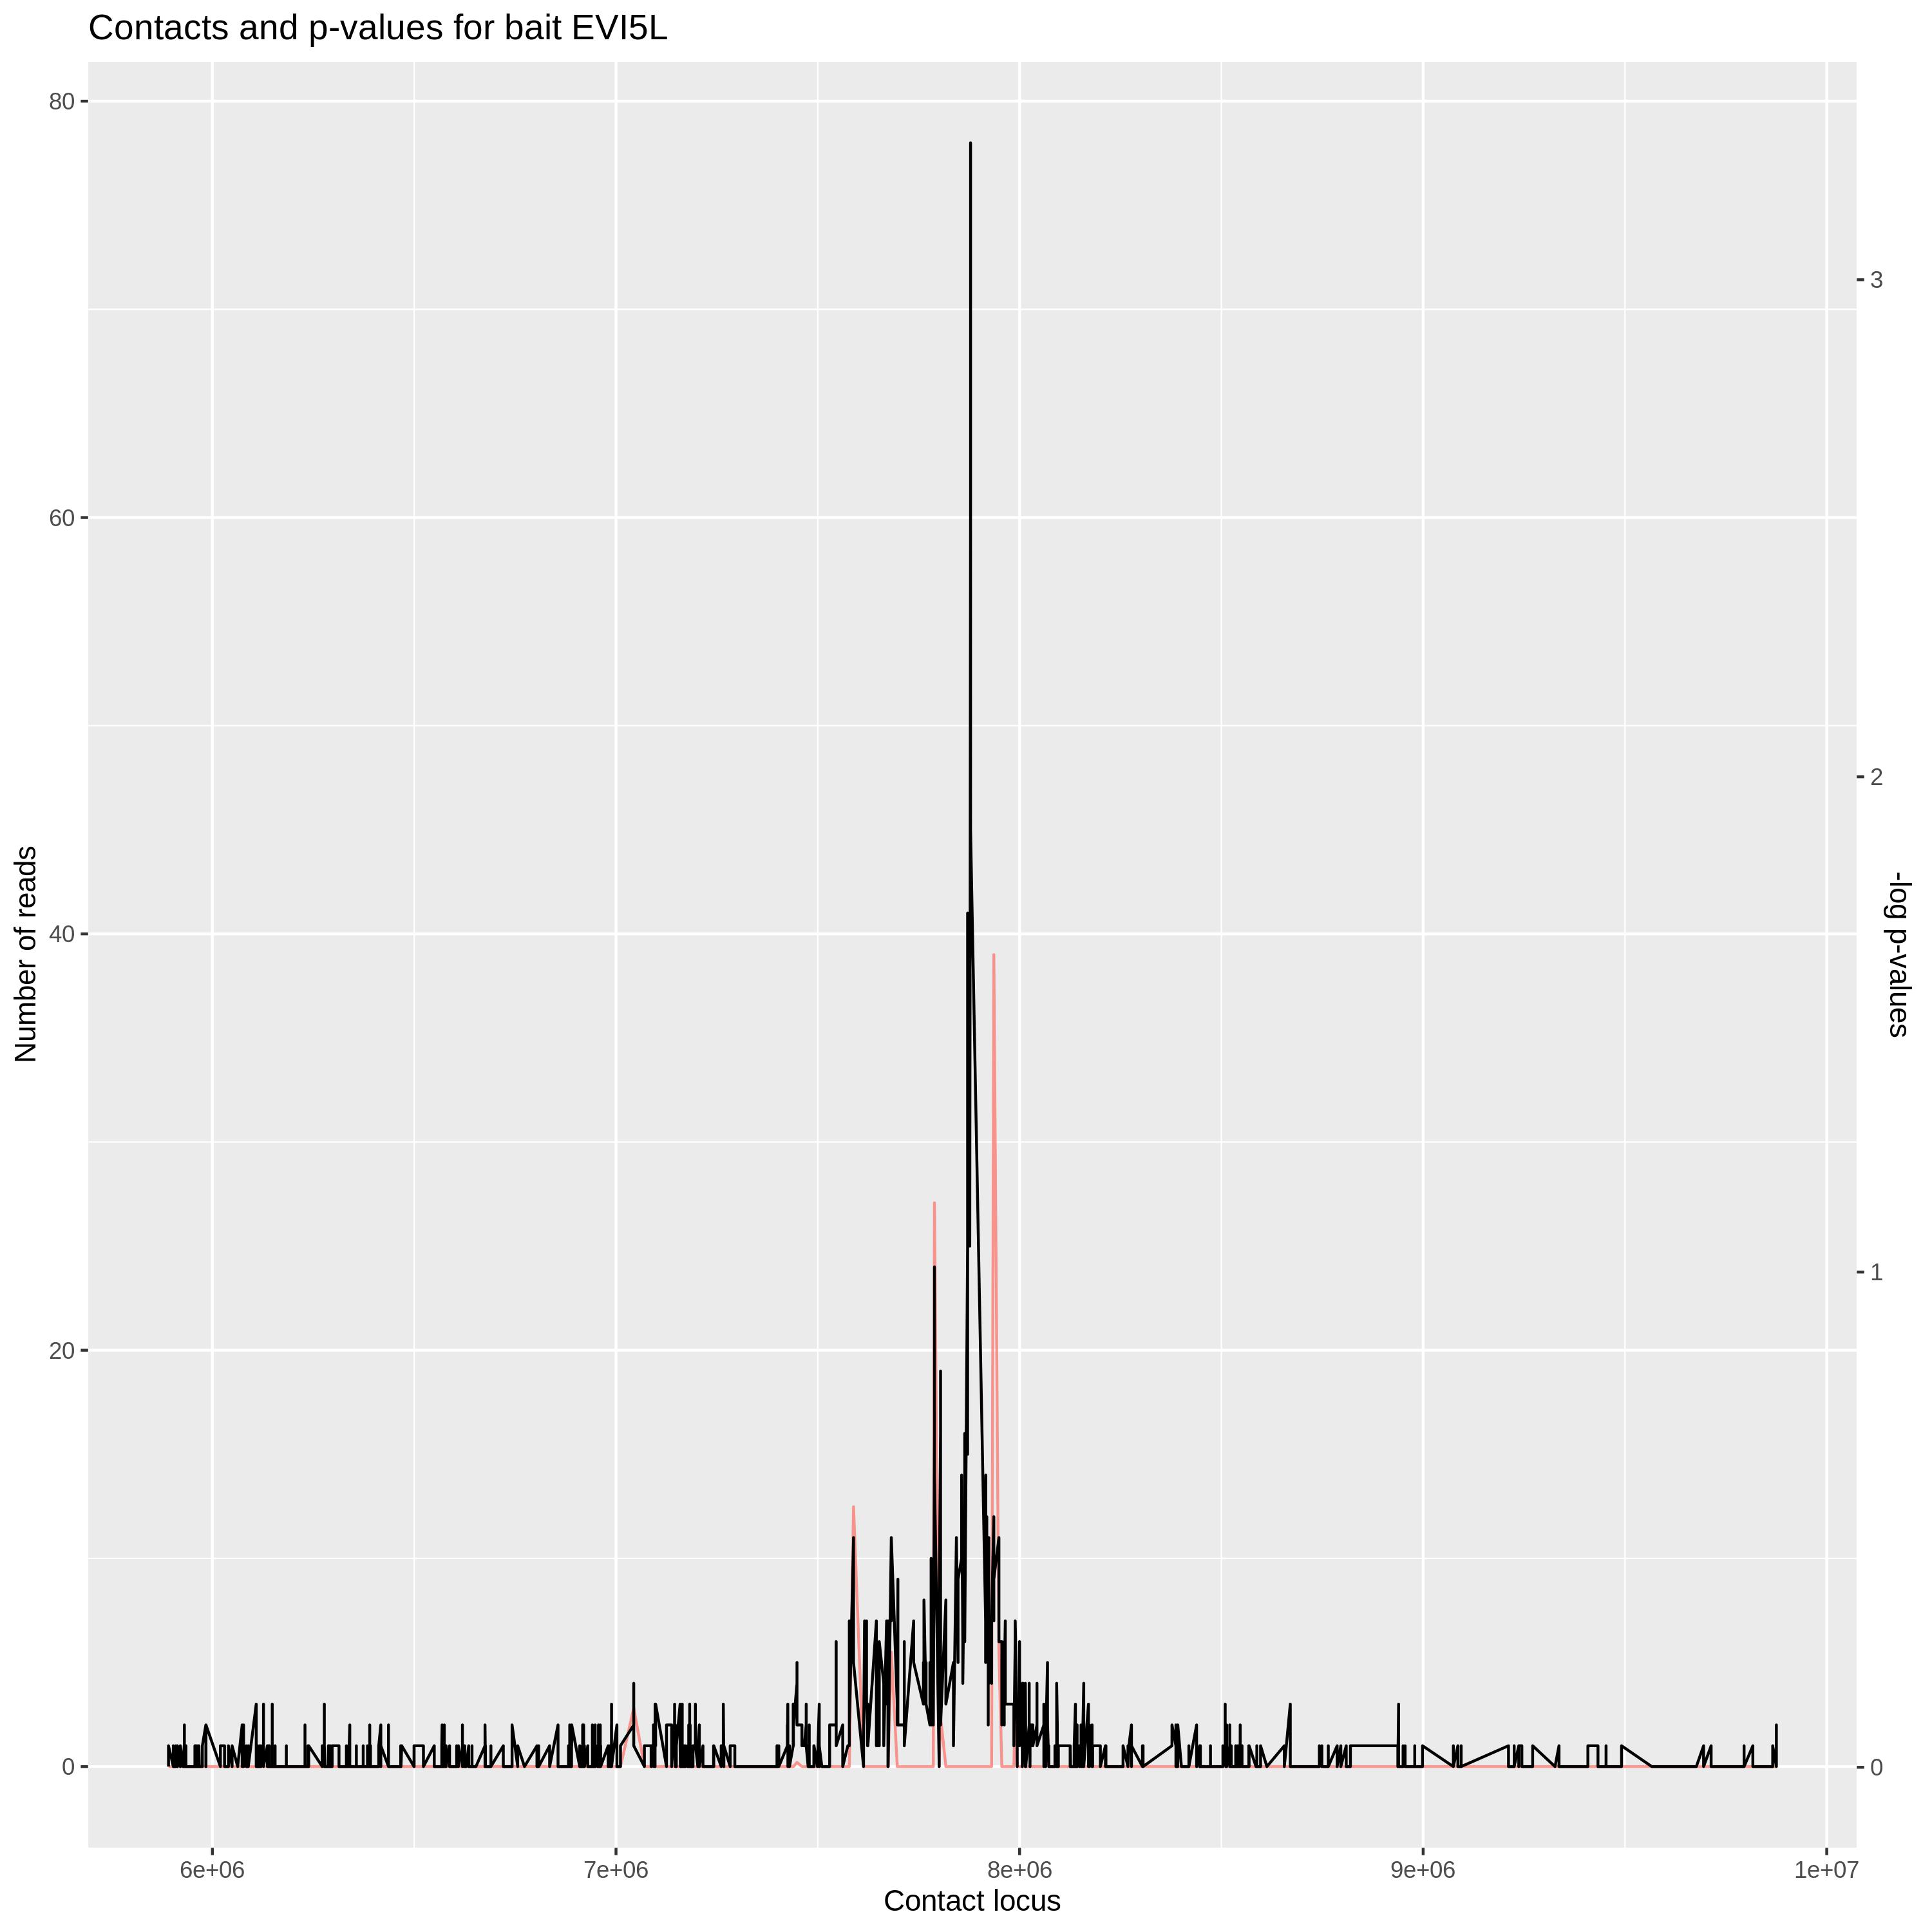 Contacts and p-values for bait EVI5L
80
60
40
20
0
Number of reads
3
2
1
0
-log p-values
6e+06
7e+06
8e+06
9e+06
1e+07
Contact locus